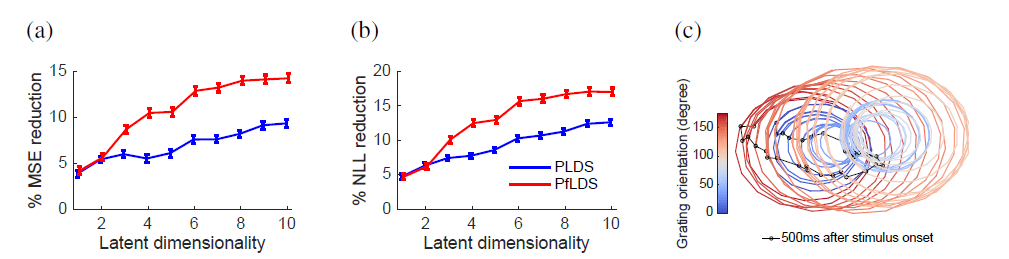 (a)
% MSE reduction
15
10
5
0
2 4 6 8 10
Latent dimensionality
(b)
% NLL reduction
20
15
10
5
0
PLDS
PfLDS
2 4 6 8 10
Latent dimensionality
(c)
Grating orientation (degree)
150
100
50
0
500ms after stimulus onset